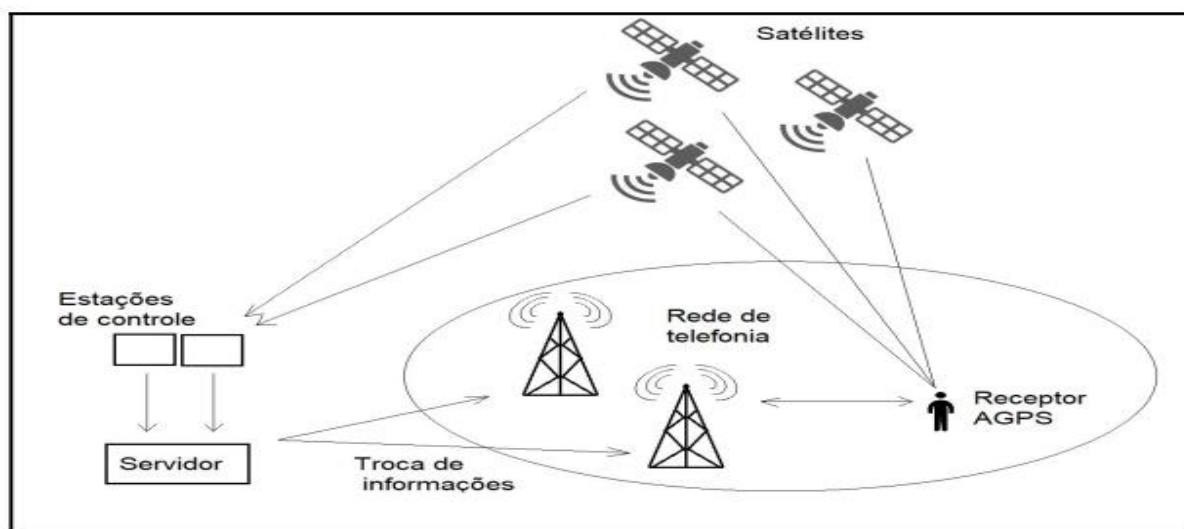 Satélites
Estações
de controle
Rede de
telefonia
Receptor
AGPS
Servidor
Troca de
informações